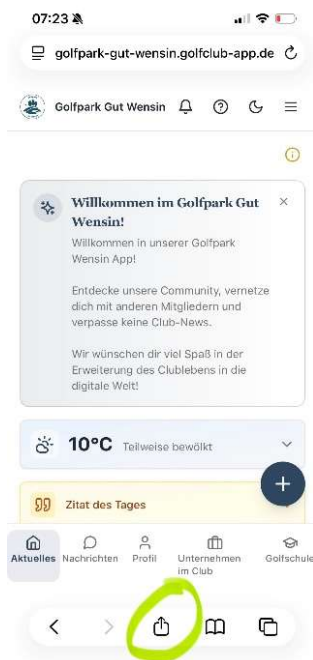 07:23
golfpark-gut-wensin.golfclub-app.de
Golfpark Gut Wensin
Willkommen im Golfpark Gut
Wensin!
Willkommen in unserer Golfpark
Wensin App!
Entdecke unsere Community, vernetze
dich mit anderen Mitgliedern und
verpasse keine Club-News.
Wir wünschen dir viel Spaß in der
Erweiterung des Clublebens in die
digitale Welt!
10°C Teilweise bewölkt
Zitat des Tages
Aktuelles Nachrichten Profil Unternehmen Golfschule
im Club